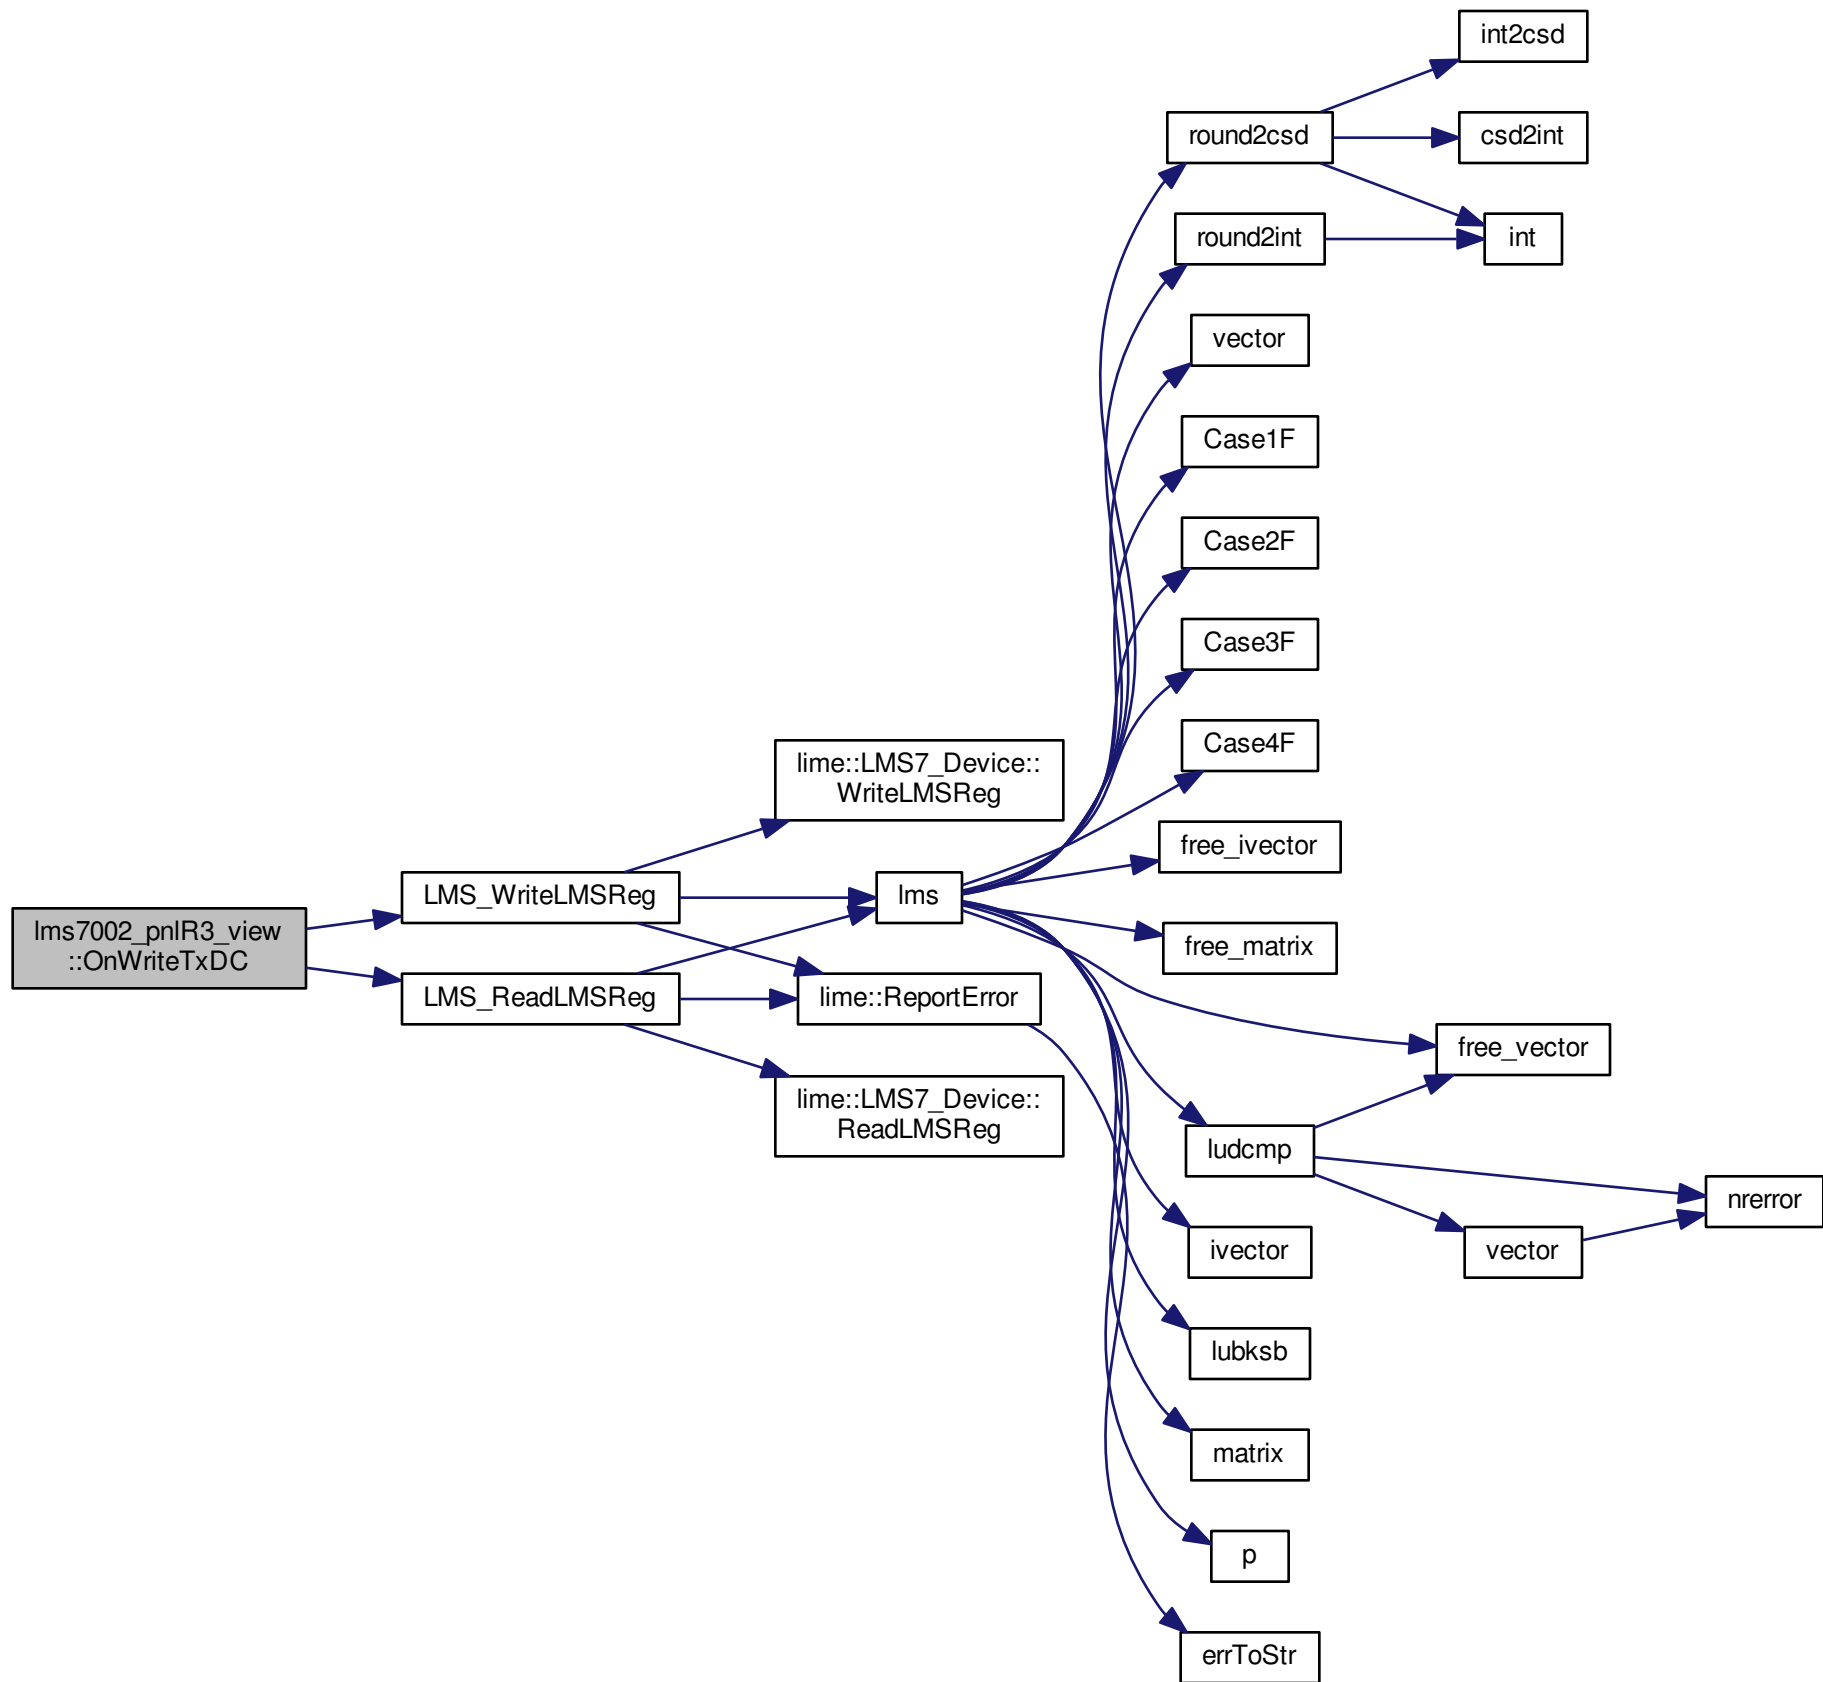 int2csd
round2csd
csd2int
round2int
int
vector
Case1F
Case2F
Case3F
Case4F
lime::LMS7_Device::
WriteLMSReg
free_ivector
LMS_WriteLMSReg
lms
lms7002_pnlR3_view
::OnWriteTxDC
free_matrix
LMS_ReadLMSReg
lime::ReportError
free_vector
lime::LMS7_Device::
ReadLMSReg
ludcmp
nrerror
ivector
vector
lubksb
matrix
p
errToStr